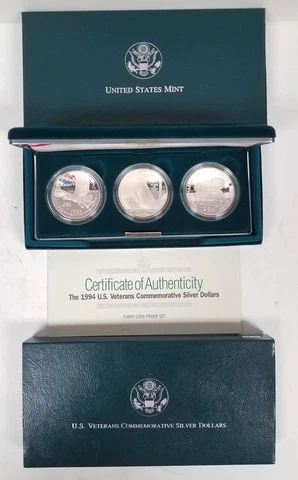 UNITED STATES MINT
Certificate of Authenticity
The 1994 U.S. Veterans Commemorative Silver Dollars
THREE-COIN PROOF SET
U.S. VETERANS COMMEMORATIVE SILVER DOLLARS